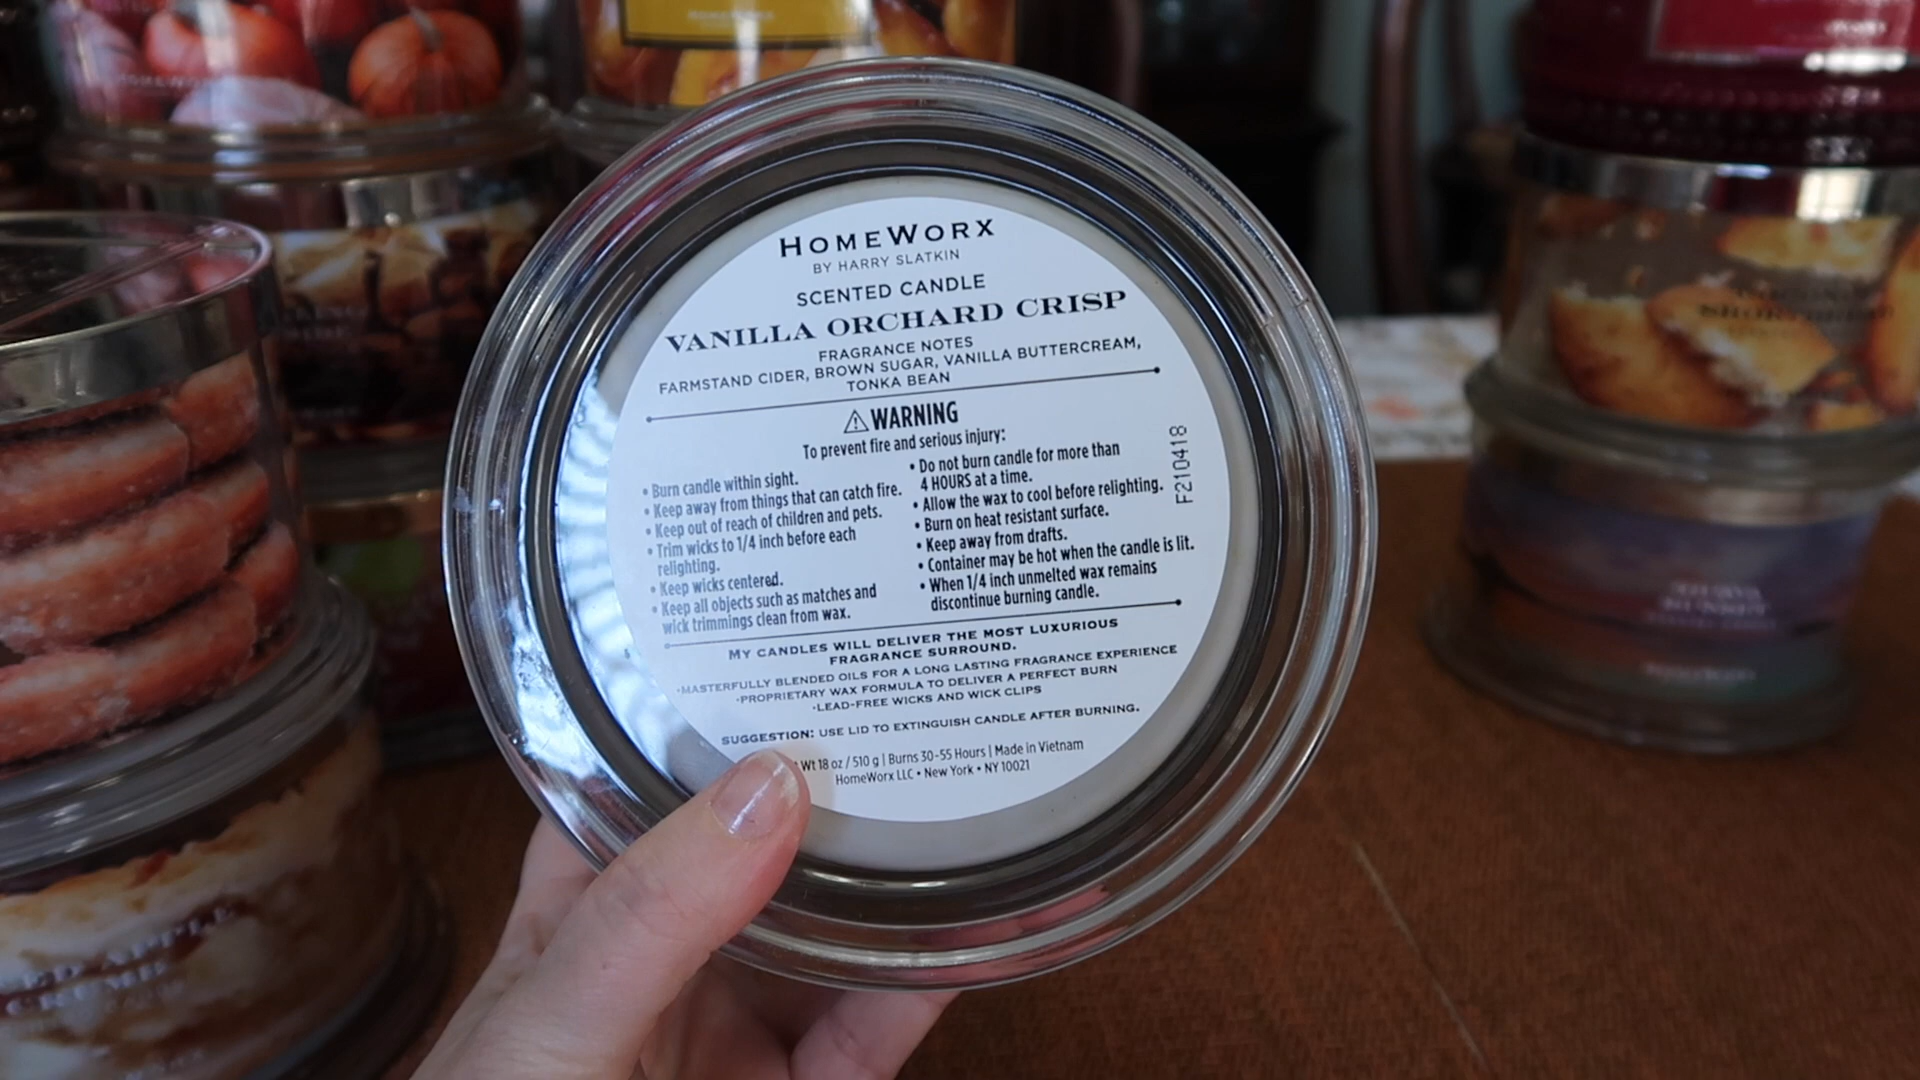 HOMEWORX
HOMEWORX
BY HARRY SLATKIN
SCENTED CANDLE
VANILLA ORCHARD CRISP
FRAGRANCE NOTES
FARMSTAND CIDER, BROWN SUGAR, VANILLA BUTTERCREAM,
TONKA BEAN
⚠WARNING
To prevent fire and serious injury:
• Burn candle within sight.
• Keep away from things that can catch fire.
• Keep out of reach of children and pets.
• Trim wicks to 1/4 inch before each
relighting.
• Keep wicks centered.
• Keep all objects such as matches and
wick trimmings clean from wax.
• Do not burn candle for more than
4 HOURS at a time.
• Allow the wax to cool before relighting.
• Burn on heat resistant surface.
• Keep away from drafts.
• Container may be hot when the candle is lit.
• When 1/4 inch unmelted wax remains
discontinue burning candle.
F210418
MY CANDLES WILL DELIVER THE MOST LUXURIOUS
FRAGRANCE SURROUND.
•MASTERFULLY BLENDED OILS FOR A LONG LASTING FRAGRANCE EXPERIENCE
•PROPRIETARY WAX FORMULA TO DELIVER A PERFECT BURN
•LEAD-FREE WICKS AND WICK CLIPS
SUGGESTION: USE LID TO EXTINGUISH CANDLE AFTER BURNING.
Wt 18 oz / 510 g | Burns 30-55 Hours | Made in Vietnam
HomeWorx LLC • New York • NY 10021